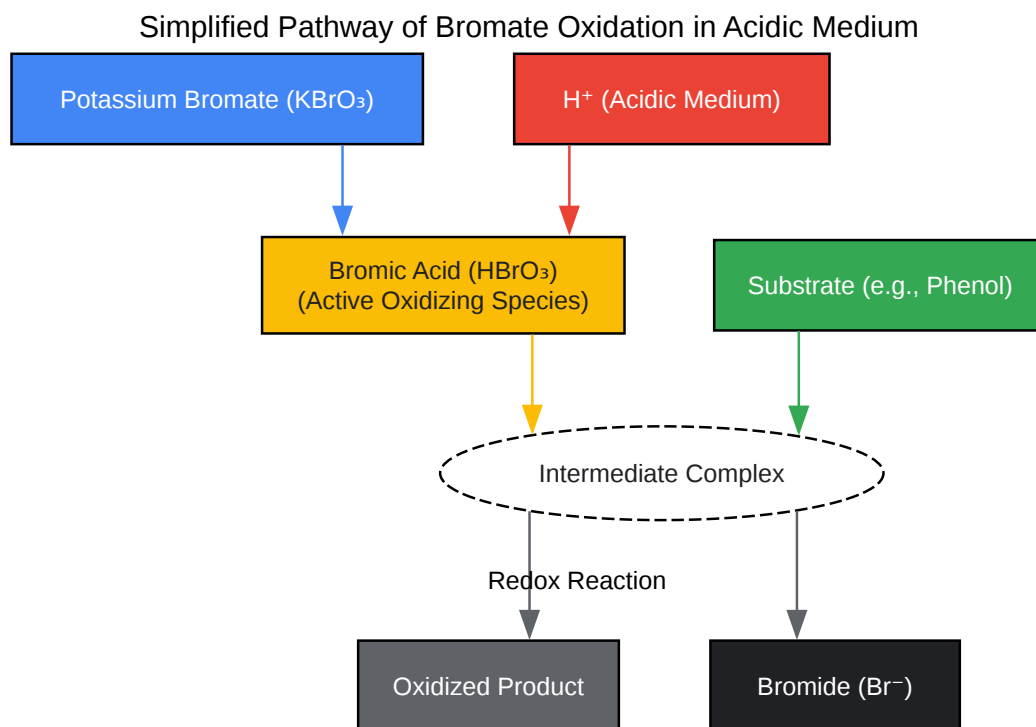 Simplified Pathway of Bromate Oxidation in Acidic Medium
Potassium Bromate (KBrO₃)
H⁺ (Acidic Medium)
Bromic Acid (HBrO₃)
(Active Oxidizing Species)
Substrate (e.g., Phenol)
Intermediate Complex
Redox Reaction
Oxidized Product
Bromide (Br⁻)